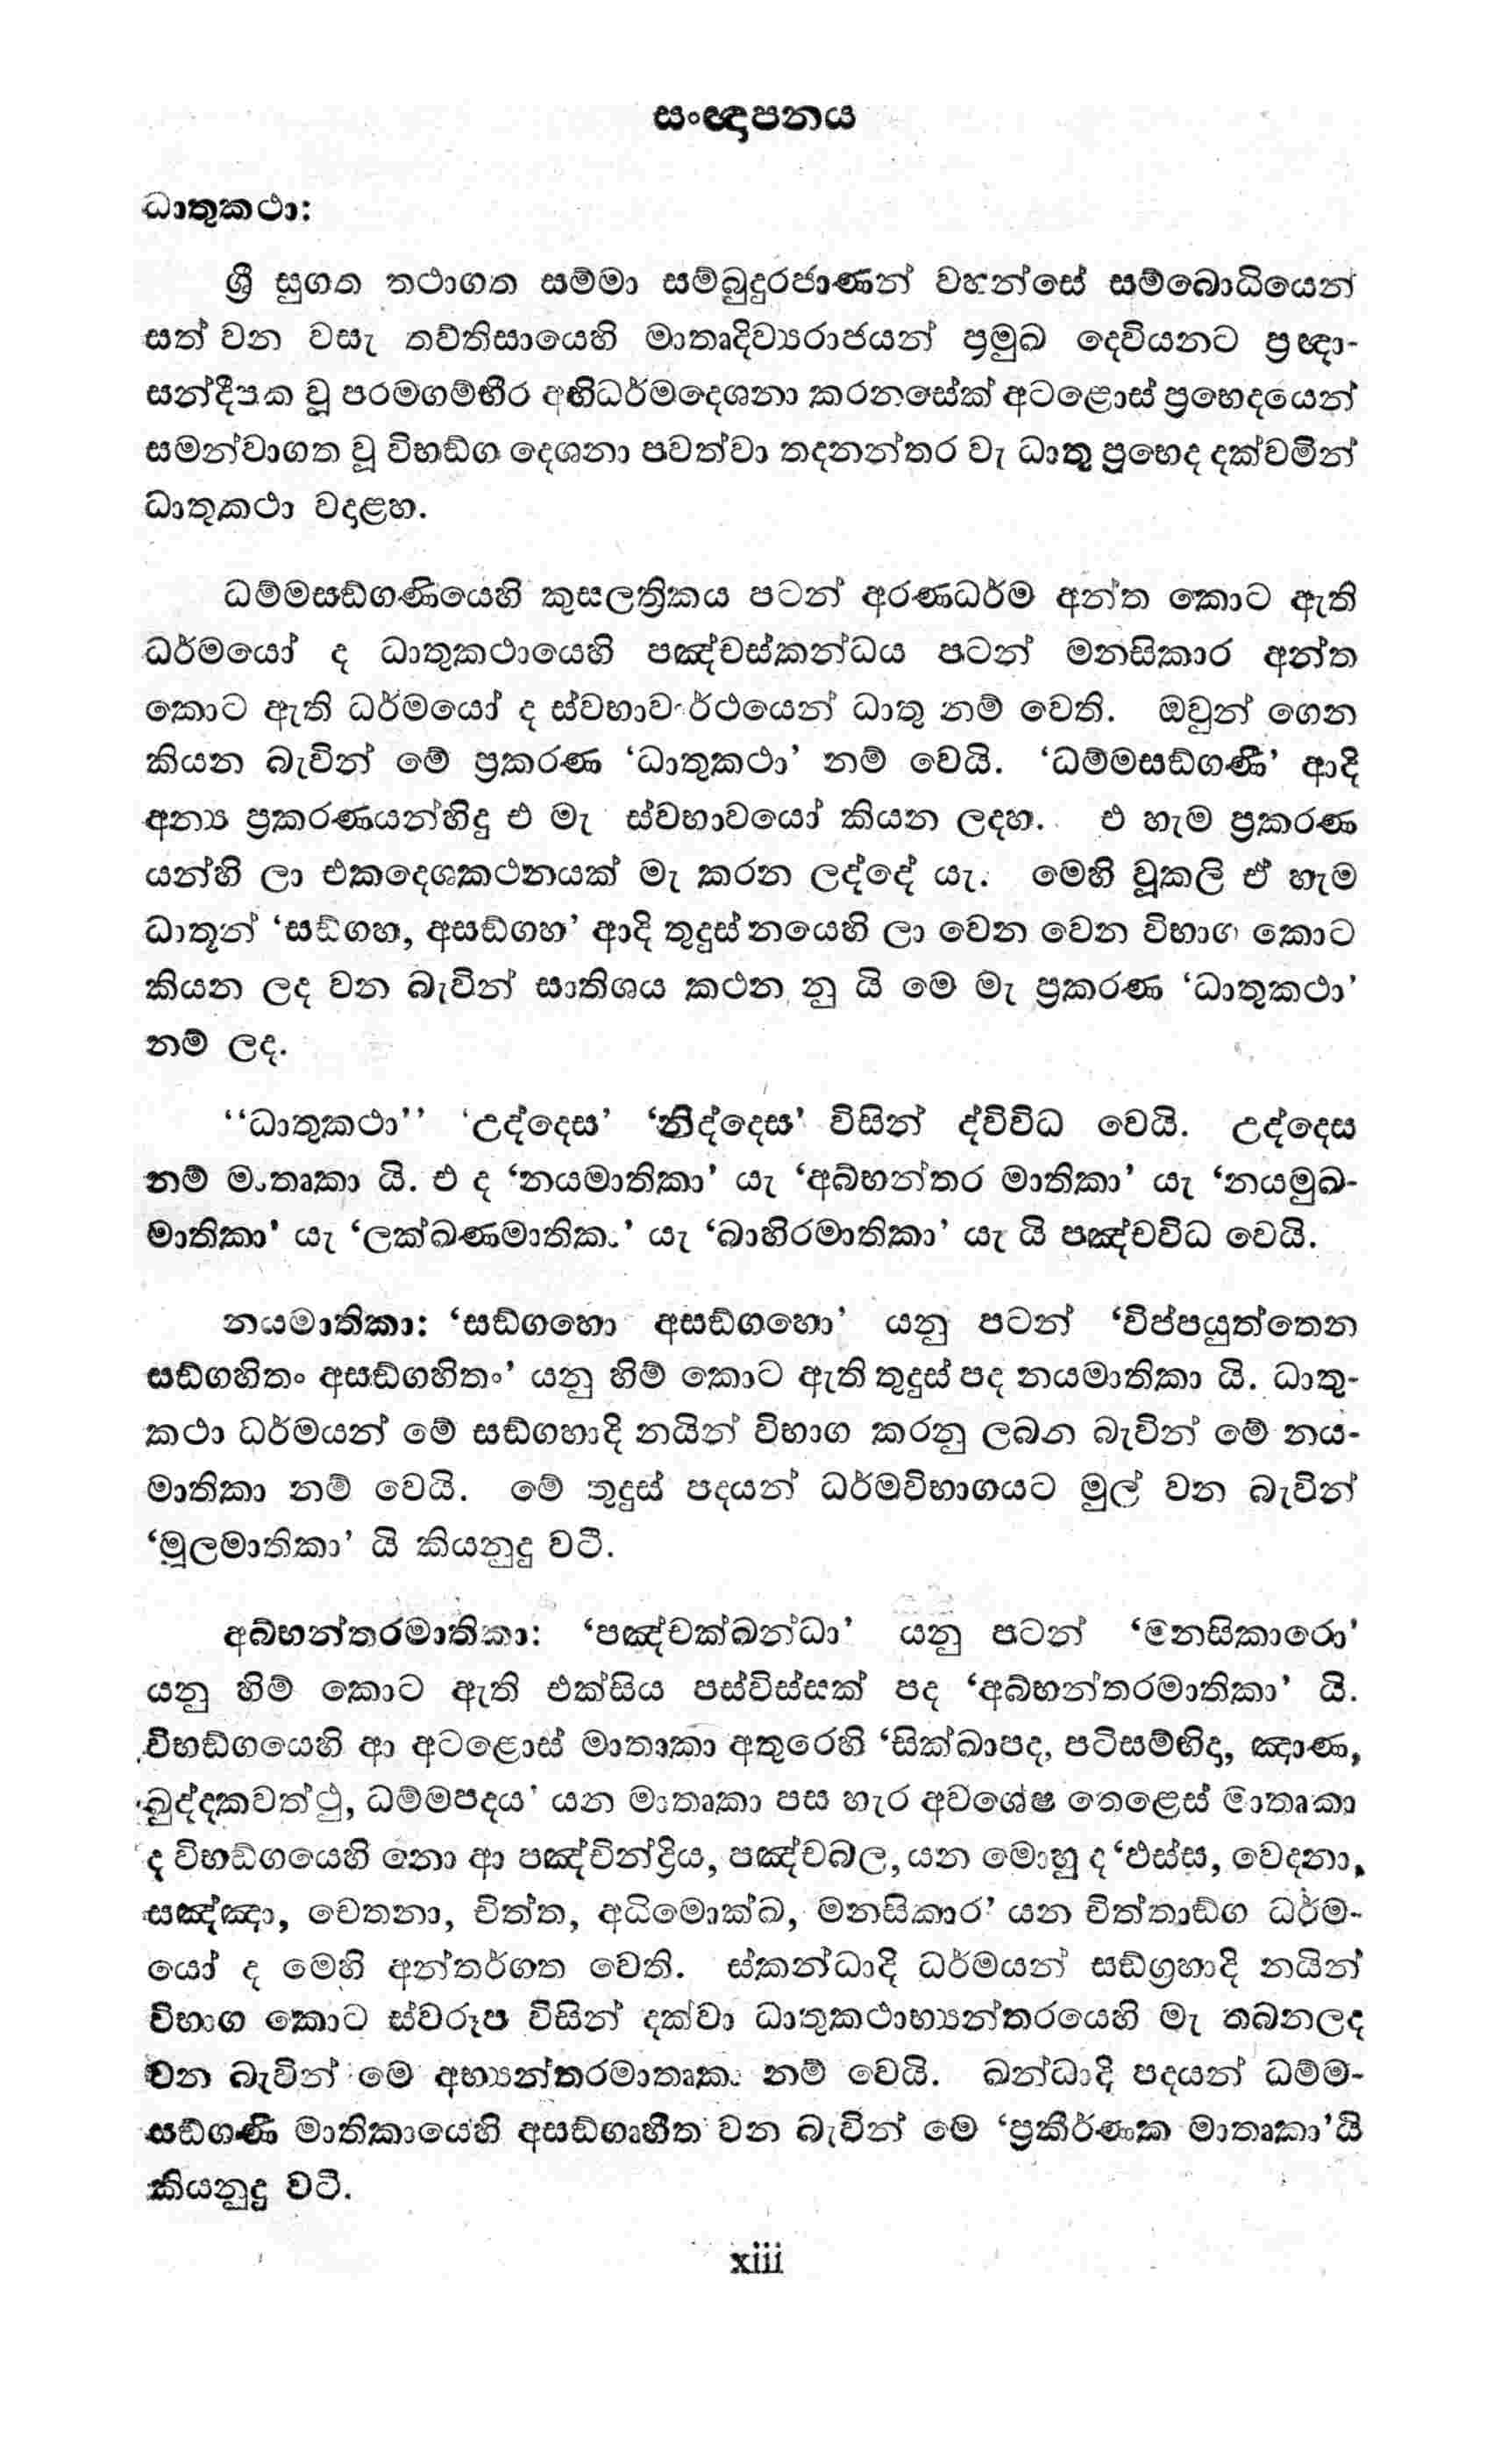 සංඥාපනය
ධාතුකථා:
ශ්‍රී සුගත තථාගත සම්මා සම්බුදුරජාණන් වහන්සේ සම්බොධියෙන්
සත් වන වසැ තව්තිසායෙහි මාතෘදිව්‍යරාජයන් ප්‍රමුඛ දෙවියනට ප්‍රඥා-
සන්දීපක වූ පරමගම්භීර අභිධර්මදෙශනා කරනසේක් අටළොස් ප්‍රභෙදයෙන්
සමන්වාගත වූ විභඞ්ග දෙශනා පවත්වා තදනන්තර වැ ධාතු ප්‍රභෙද දක්වමින්
ධාතුකථා වදාළහ.
ධම්මසඞ්ගණියෙහි කුසලත්‍රිකය පටන් අරණධර්ම අන්ත කොට ඇති
ධර්මයෝ ද ධාතුකථායෙහි පඤ්චස්කන්ධය පටන් මනසිකාර අන්ත
කොට ඇති ධර්මයෝ ද ස්වභාවාර්ථයෙන් ධාතු නම් වෙති. ඔවුන් ගෙන
කියන බැවින් මේ ප්‍රකරණ ‘ධාතුකථා’ නම් වෙයි. ‘ධම්මසඞ්ගණි’ ආදි
අන්‍ය ප්‍රකරණයන්හිදු එ මැ ස්වභාවයෝ කියන ලදහ. එ හැම ප්‍රකරණ
යන්හි ලා එකදෙශකථනයක් මැ කරන ලද්දේ යැ. මෙහි වූකලි ඒ හැම
ධාතූන් ‘සඞ්ගහ, අසඞ්ගහ’ ආදි තුදුස් නයෙහි ලා වෙන වෙන විභාග කොට
කියන ලද වන බැවින් සාතිශය කථන නු යි මෙ මැ ප්‍රකරණ ‘ධාතුකථා’
නම් ලද.
‘‘ධාතුකථා’’ ‘උද්දෙස’ ‘නිද්දෙස’ විසින් ද්විවිධ වෙයි. උද්දෙස
නම් මාතෘකා යි. එ ද ‘නයමාතිකා’ යැ ‘අබ්භන්තර මාතිකා’ යැ ‘නයමුඛ-
මාතිකා’ යැ ‘ලක්ඛණමාතිකා’ යැ ‘බාහිරමාතිකා’ යැ යි පඤ්චවිධ වෙයි.
නයමාතිකා: ‘සඞ්ගහො අසඞ්ගහො’ යනු පටන් ‘විප්පයුත්තෙන
සඞ්ගහිතං අසඞ්ගහිතං’ යනු හිම් කොට ඇති තුදුස් පද නයමාතිකා යි. ධාතු-
කථා ධර්මයන් මේ සඞ්ගහාදි නයින් විභාග කරනු ලබන බැවින් මේ නය-
මාතිකා නම් වෙයි. මේ තුදුස් පදයන් ධර්මවිභාගයට මුල් වන බැවින්
‘මූලමාතිකා’ යි කියනුදු වටී.
අබ්භන්තරමාතිකා: ‘පඤ්චක්ඛන්ධා’ යනු පටන් ‘මනසිකාරො’
යනු හිම් කොට ඇති එක්සිය පස්විස්සක් පද ‘අබ්භන්තරමාතිකා’ යි.
විභඞ්ගයෙහි ආ අටළොස් මාතෘකා අතුරෙහි ‘සික්ඛාපද, පටිසම්භිදා, ඤාණ,
ඛුද්දකවත්ථු, ධම්මපදය’ යන මාතෘකා පස හැර අවශේෂ තෙළෙස් මාතෘකා
ද විභඞ්ගයෙහි නො ආ පඤ්චින්ද්‍රිය, පඤ්චබල, යන මොහු ද ‘ඵස්ස, වෙදනා,
සඤ්ඤා, චෙතනා, චිත්ත, අධිමොක්ඛ, මනසිකාර’ යන චිත්තාඞ්ග ධර්ම-
යෝ ද මෙහි අන්තර්ගත වෙති. ස්කන්ධාදි ධර්මයන් සඞ්ග්‍රහාදි නයින්
විභාග කොට ස්වරූප විසින් දක්වා ධාතුකථාභ්‍යන්තරයෙහි මැ තබනලද
වන බැවින් මෙ අභ්‍යන්තරමාතෘකා නම් වෙයි. ඛන්ධාදි පදයන් ධම්ම-
සඞ්ගණි මාතිකායෙහි අසඞ්ගෘහීත වන බැවින් මෙ ‘ප්‍රකීර්ණක මාතෘකා’යි
කියනුදු වටී.
xiii